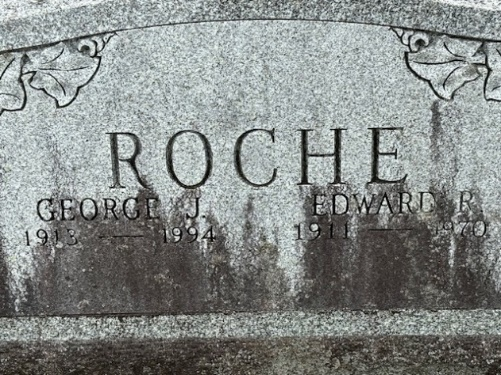 ROCHE
GEORGE J. EDWARD R
1913 — 1994 1911 — 1970